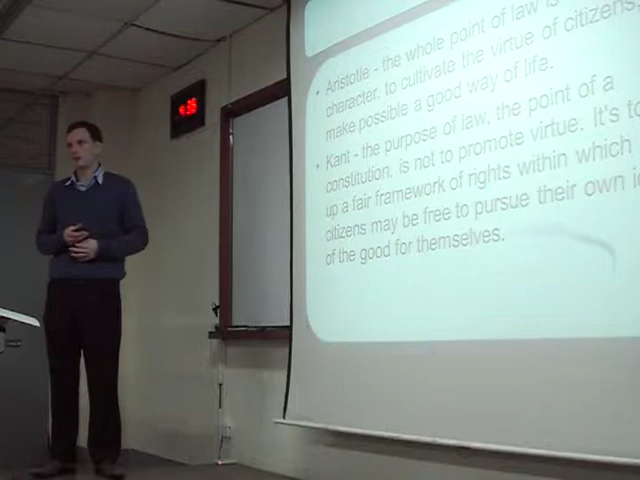 • Aristotle - the whole point of law is
character, to cultivate the virtue of citizens
make possible a good way of life.
• Kant - the purpose of law, the point of a
constitution, is not to promote virtue. It's to
up a fair framework of rights within which
citizens may be free to pursue their own
of the good for themselves.